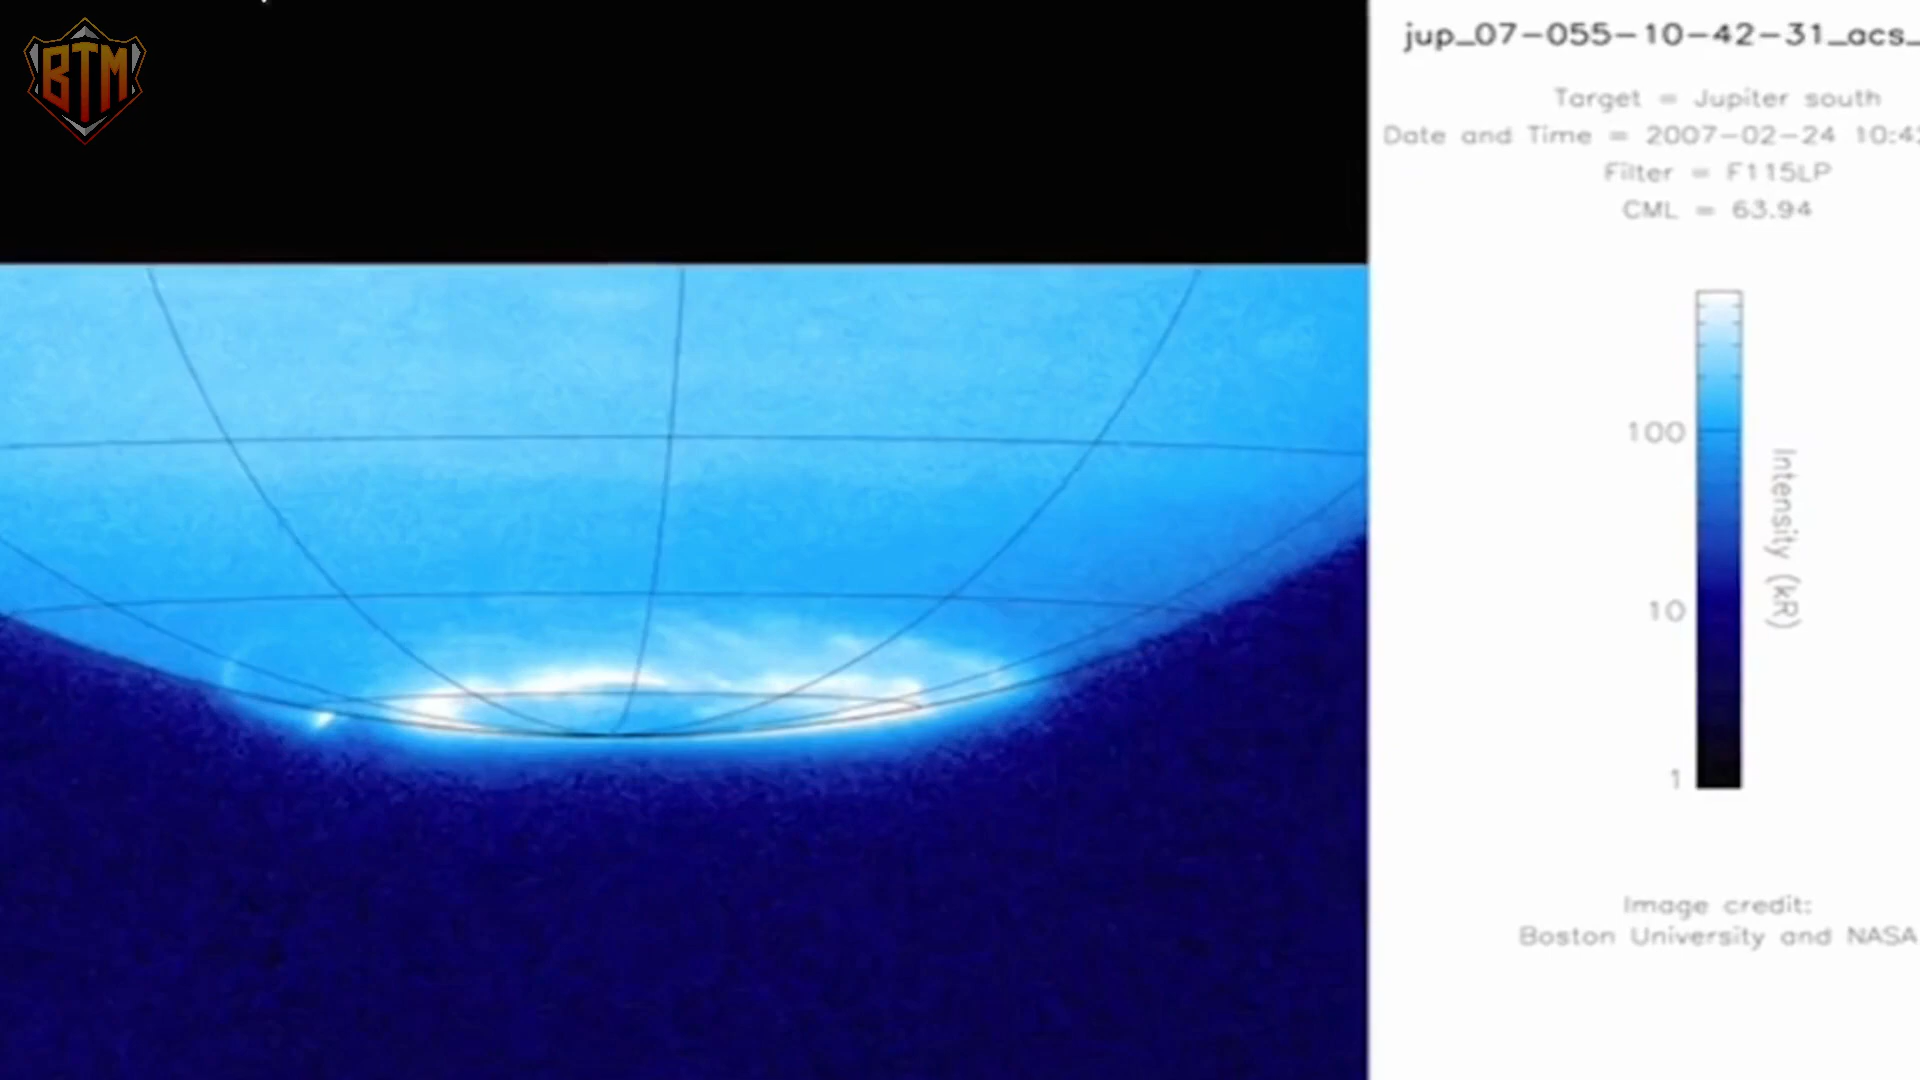 BTM
jup_07-055-10-42-31_acs_
Target = Jupiter south
Date and Time = 2007-02-24 10:42
Filter = F115LP
CML = 63.94
100
10
1
Intensity (kR)
Image credit:
Boston University and NASA